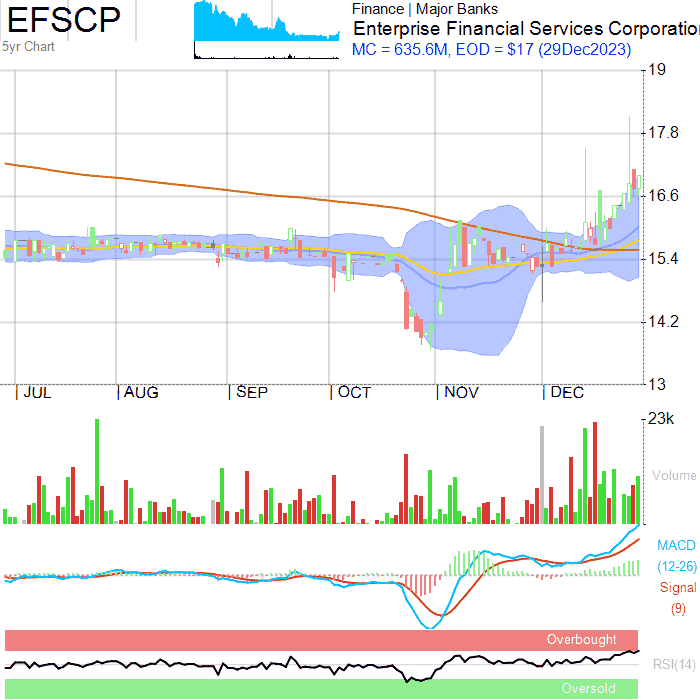 EFSCP
5yr Chart
Finance | Major Banks
Enterprise Financial Services Corporation
MC = 635.6M, EOD = $17 (29Dec2023)
19
17.8
16.6
15.4
14.2
13
JUL AUG SEP OCT NOV DEC
23k
Volume
MACD
(12-26)
Signal
(9)
Overbought
RSI(14)
Oversold